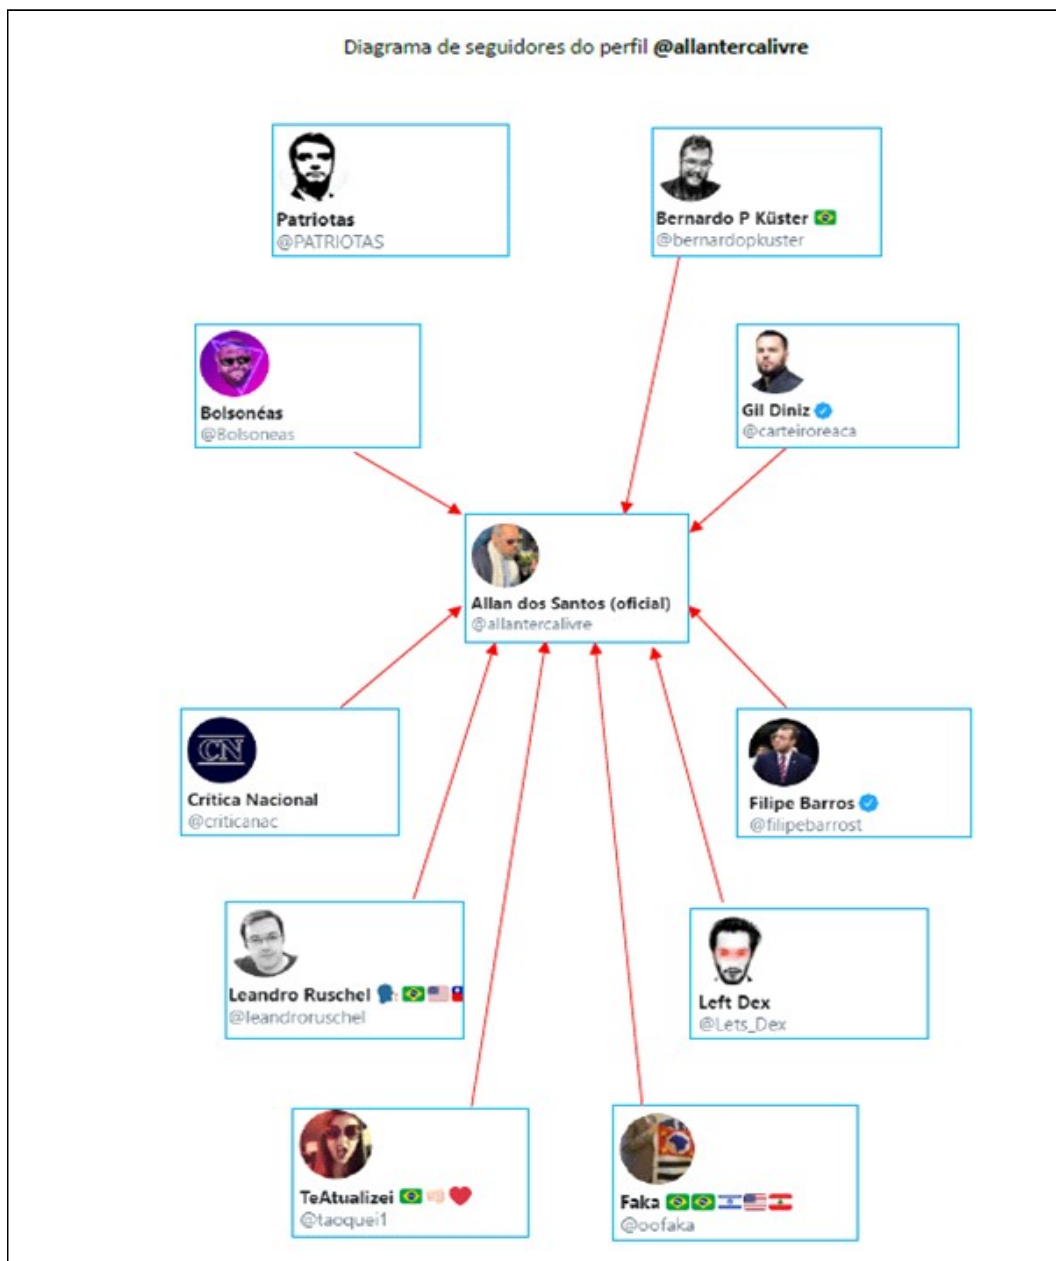 Diagrama de seguidores do perfil @allantercalivre
Patriotas
@PATRIOTAS
Bernardo P Küster
@bernardopkuster
Bolsonéas
@Bolsoneas
Gil Diniz
@carteiroreaca
Allan dos Santos (oficial)
@allantercalivre
CN
Crítica Nacional
@criticanac
Filipe Barros
@filipebarrost
Leandro Ruschel
@leandroruschel
Left Dex
@Lets_Dex
TeAtualizei
@taoquei1
Faka
@oofaka